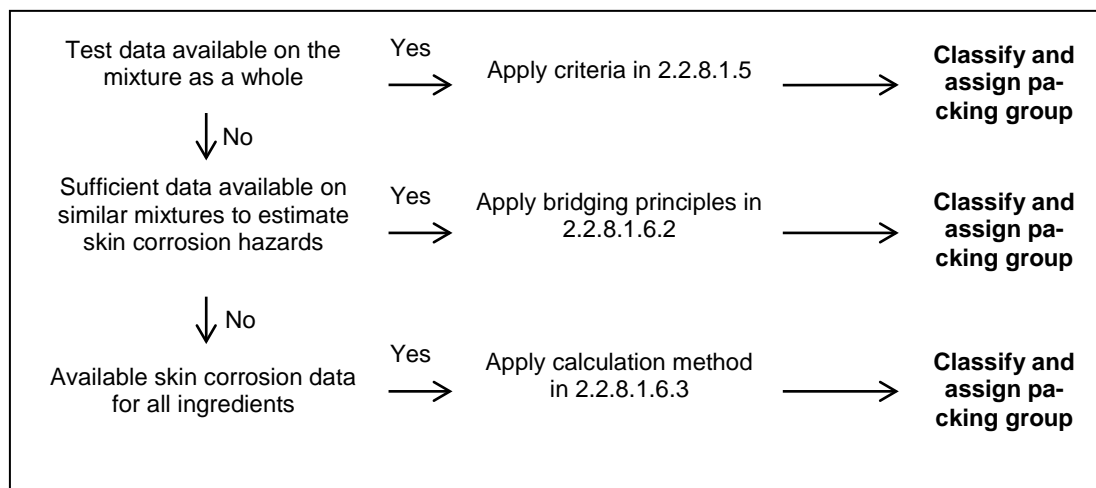 Test data available on the
mixture as a whole
Yes
Apply criteria in 2.2.8.1.5
Classify and
assign pa-
cking group
No
Sufficient data available on
similar mixtures to estimate
skin corrosion hazards
Yes
Apply bridging principles in
2.2.8.1.6.2
Classify and
assign pa-
cking group
No
Available skin corrosion data
for all ingredients
Yes
Apply calculation method
in 2.2.8.1.6.3
Classify and
assign pa-
cking group